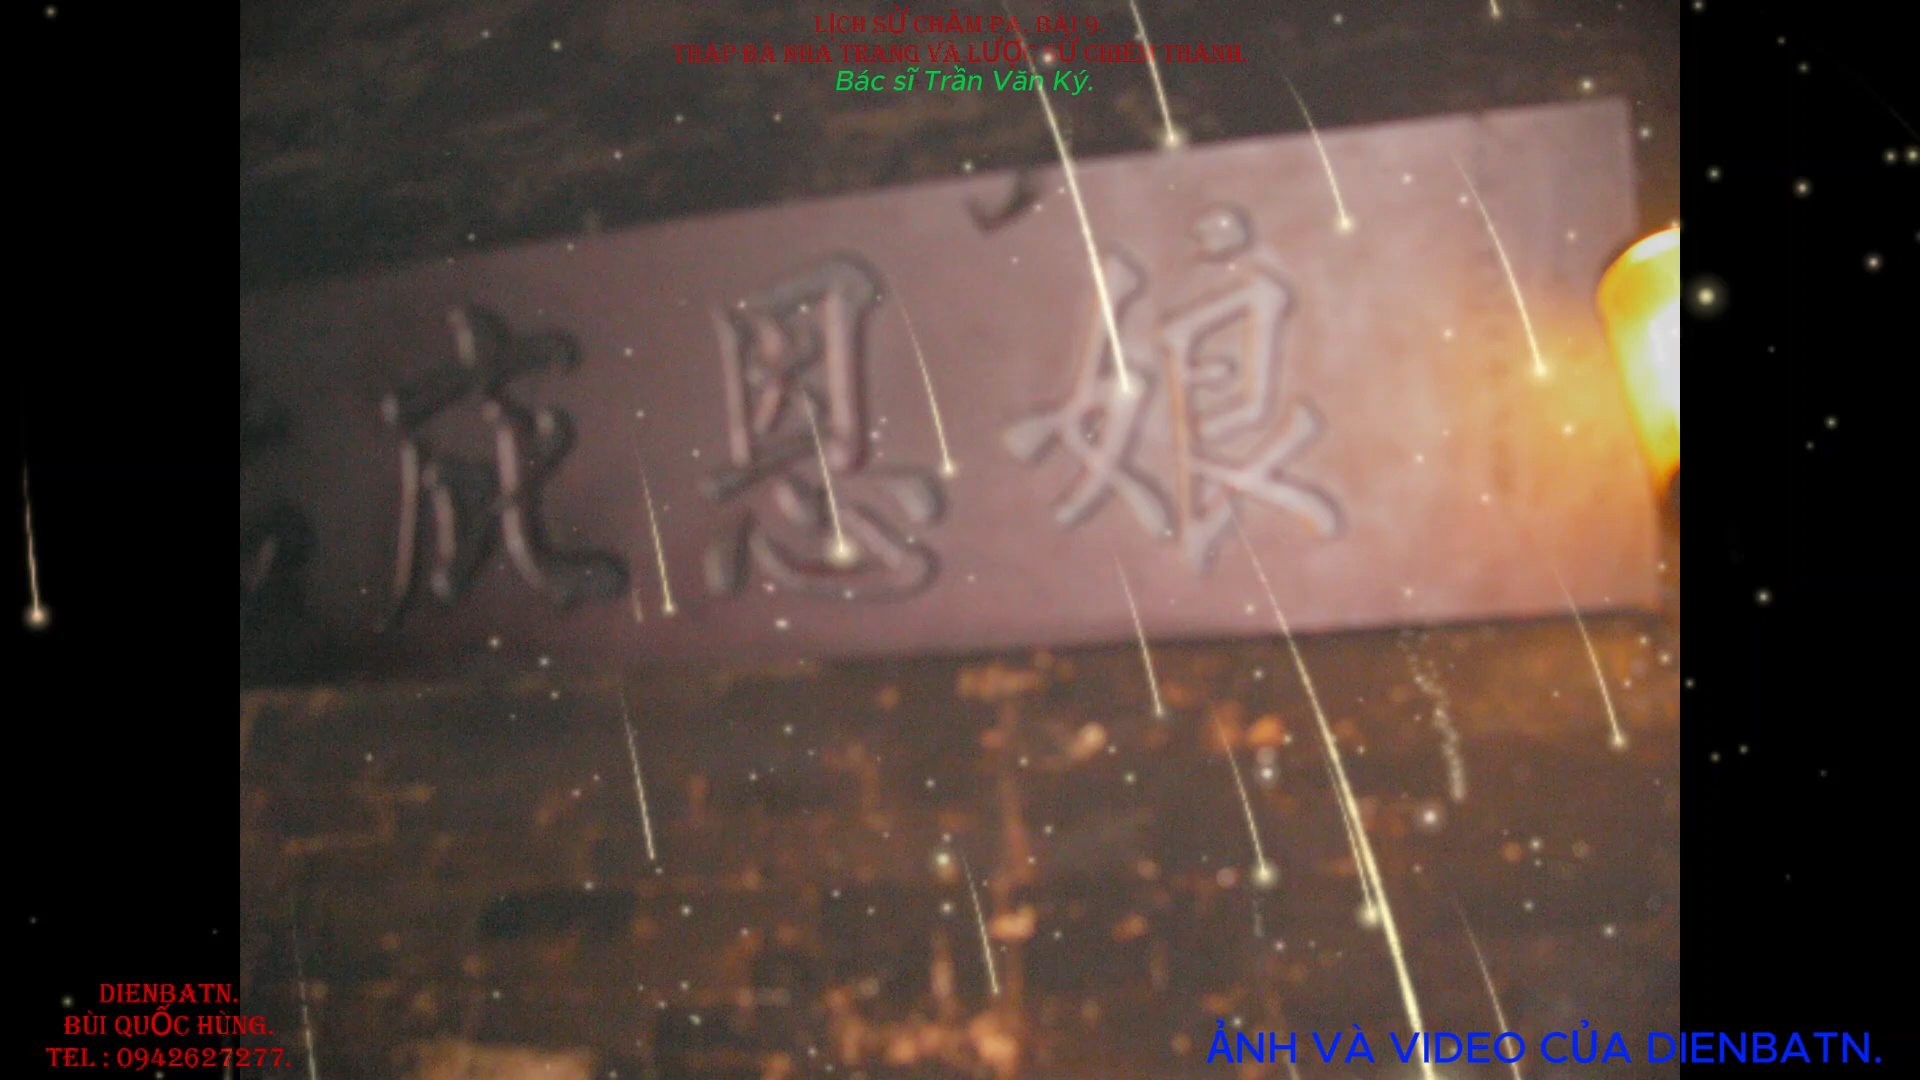 LỊCH SỬ CHĂM PA. BÀI 9.
THÁP BÀ NHA TRANG VÀ LƯỢC SỬ CHIÊM THÀNH.
Bác sĩ Trần Văn Ký.
恩娘
DIENBATN.
BÙI QUỐC HÙNG.
TEL : 0942627277.
ẢNH VÀ VIDEO CỦA DIENBATN.